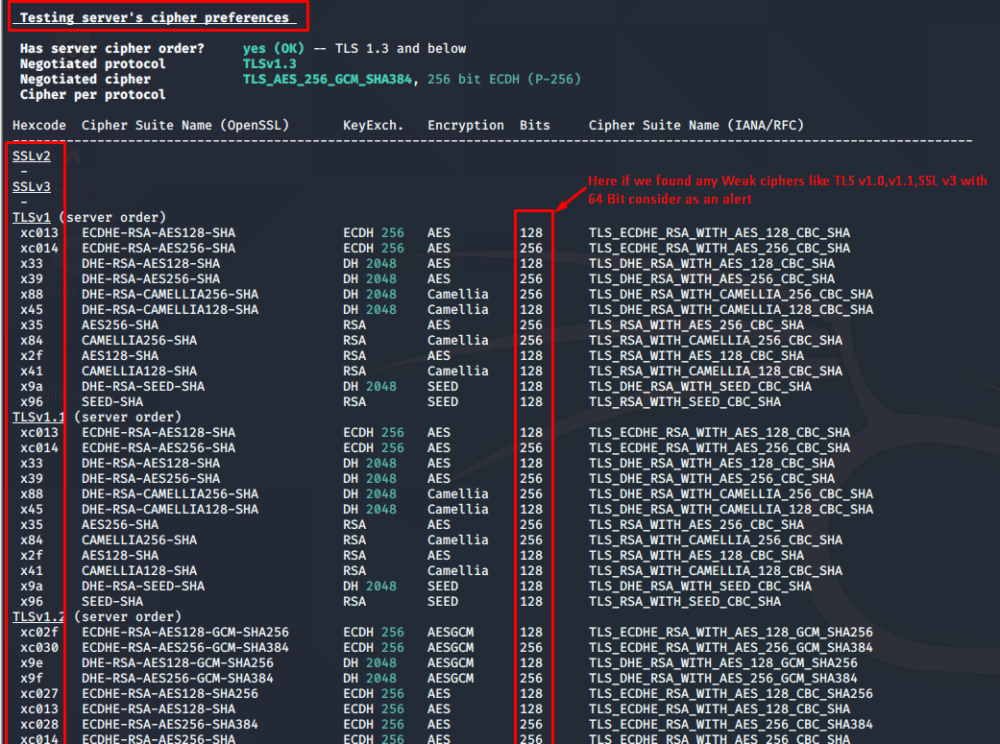 Testing server's cipher preferences
Has server cipher order? yes (OK) -- TLS 1.3 and below
Negotiated protocol TLSv1.3
Negotiated cipher TLS_AES_256_GCM_SHA384, 256 bit ECDH (P-256)
Cipher per protocol
Hexcode Cipher Suite Name (OpenSSL) KeyExch. Encryption Bits Cipher Suite Name (IANA/RFC)
-----------------------------------------------------------------------------------------------------------------------------
SSLv2
-
SSLv3
-
Here if we found any Weak ciphers like TLS v1.0,v1.1,SSL v3 with
64 Bit consider as an alert
TLSv1 (server order)
xc013 ECDHE-RSA-AES128-SHA ECDH 256 AES 128 TLS_ECDHE_RSA_WITH_AES_128_CBC_SHA
xc014 ECDHE-RSA-AES256-SHA ECDH 256 AES 256 TLS_ECDHE_RSA_WITH_AES_256_CBC_SHA
x33 DHE-RSA-AES128-SHA DH 2048 AES 128 TLS_DHE_RSA_WITH_AES_128_CBC_SHA
x39 DHE-RSA-AES256-SHA DH 2048 AES 256 TLS_DHE_RSA_WITH_AES_256_CBC_SHA
x88 DHE-RSA-CAMELLIA256-SHA DH 2048 Camellia 256 TLS_DHE_RSA_WITH_CAMELLIA_256_CBC_SHA
x45 DHE-RSA-CAMELLIA128-SHA DH 2048 Camellia 128 TLS_DHE_RSA_WITH_CAMELLIA_128_CBC_SHA
x35 AES256-SHA RSA AES 256 TLS_RSA_WITH_AES_256_CBC_SHA
x84 CAMELLIA256-SHA RSA Camellia 256 TLS_RSA_WITH_CAMELLIA_256_CBC_SHA
x2f AES128-SHA RSA AES 128 TLS_RSA_WITH_AES_128_CBC_SHA
x41 CAMELLIA128-SHA RSA Camellia 128 TLS_RSA_WITH_CAMELLIA_128_CBC_SHA
x9a DHE-RSA-SEED-SHA DH 2048 SEED 128 TLS_DHE_RSA_WITH_SEED_CBC_SHA
x96 SEED-SHA RSA SEED 128 TLS_RSA_WITH_SEED_CBC_SHA
TLSv1.1 (server order)
xc013 ECDHE-RSA-AES128-SHA ECDH 256 AES 128 TLS_ECDHE_RSA_WITH_AES_128_CBC_SHA
xc014 ECDHE-RSA-AES256-SHA ECDH 256 AES 256 TLS_ECDHE_RSA_WITH_AES_256_CBC_SHA
x33 DHE-RSA-AES128-SHA DH 2048 AES 128 TLS_DHE_RSA_WITH_AES_128_CBC_SHA
x39 DHE-RSA-AES256-SHA DH 2048 AES 256 TLS_DHE_RSA_WITH_AES_256_CBC_SHA
x88 DHE-RSA-CAMELLIA256-SHA DH 2048 Camellia 256 TLS_DHE_RSA_WITH_CAMELLIA_256_CBC_SHA
x45 DHE-RSA-CAMELLIA128-SHA DH 2048 Camellia 128 TLS_DHE_RSA_WITH_CAMELLIA_128_CBC_SHA
x35 AES256-SHA RSA AES 256 TLS_RSA_WITH_AES_256_CBC_SHA
x84 CAMELLIA256-SHA RSA Camellia 256 TLS_RSA_WITH_CAMELLIA_256_CBC_SHA
x2f AES128-SHA RSA AES 128 TLS_RSA_WITH_AES_128_CBC_SHA
x41 CAMELLIA128-SHA RSA Camellia 128 TLS_RSA_WITH_CAMELLIA_128_CBC_SHA
x9a DHE-RSA-SEED-SHA DH 2048 SEED 128 TLS_DHE_RSA_WITH_SEED_CBC_SHA
x96 SEED-SHA RSA SEED 128 TLS_RSA_WITH_SEED_CBC_SHA
TLSv1.2 (server order)
xc02f ECDHE-RSA-AES128-GCM-SHA256 ECDH 256 AESGCM 128 TLS_ECDHE_RSA_WITH_AES_128_GCM_SHA256
xc030 ECDHE-RSA-AES256-GCM-SHA384 ECDH 256 AESGCM 256 TLS_ECDHE_RSA_WITH_AES_256_GCM_SHA384
x9e DHE-RSA-AES128-GCM-SHA256 DH 2048 AESGCM 128 TLS_DHE_RSA_WITH_AES_128_GCM_SHA256
x9f DHE-RSA-AES256-GCM-SHA384 DH 2048 AESGCM 256 TLS_DHE_RSA_WITH_AES_256_GCM_SHA384
xc027 ECDHE-RSA-AES128-SHA256 ECDH 256 AES 128 TLS_ECDHE_RSA_WITH_AES_128_CBC_SHA256
xc013 ECDHE-RSA-AES128-SHA ECDH 256 AES 128 TLS_ECDHE_RSA_WITH_AES_128_CBC_SHA
xc028 ECDHE-RSA-AES256-SHA384 ECDH 256 AES 256 TLS_ECDHE_RSA_WITH_AES_256_CBC_SHA384
xc014 ECDHE-RSA-AES256-SHA ECDH 256 AES 256 TLS_ECDHE_RSA_WITH_AES_256_CBC_SHA